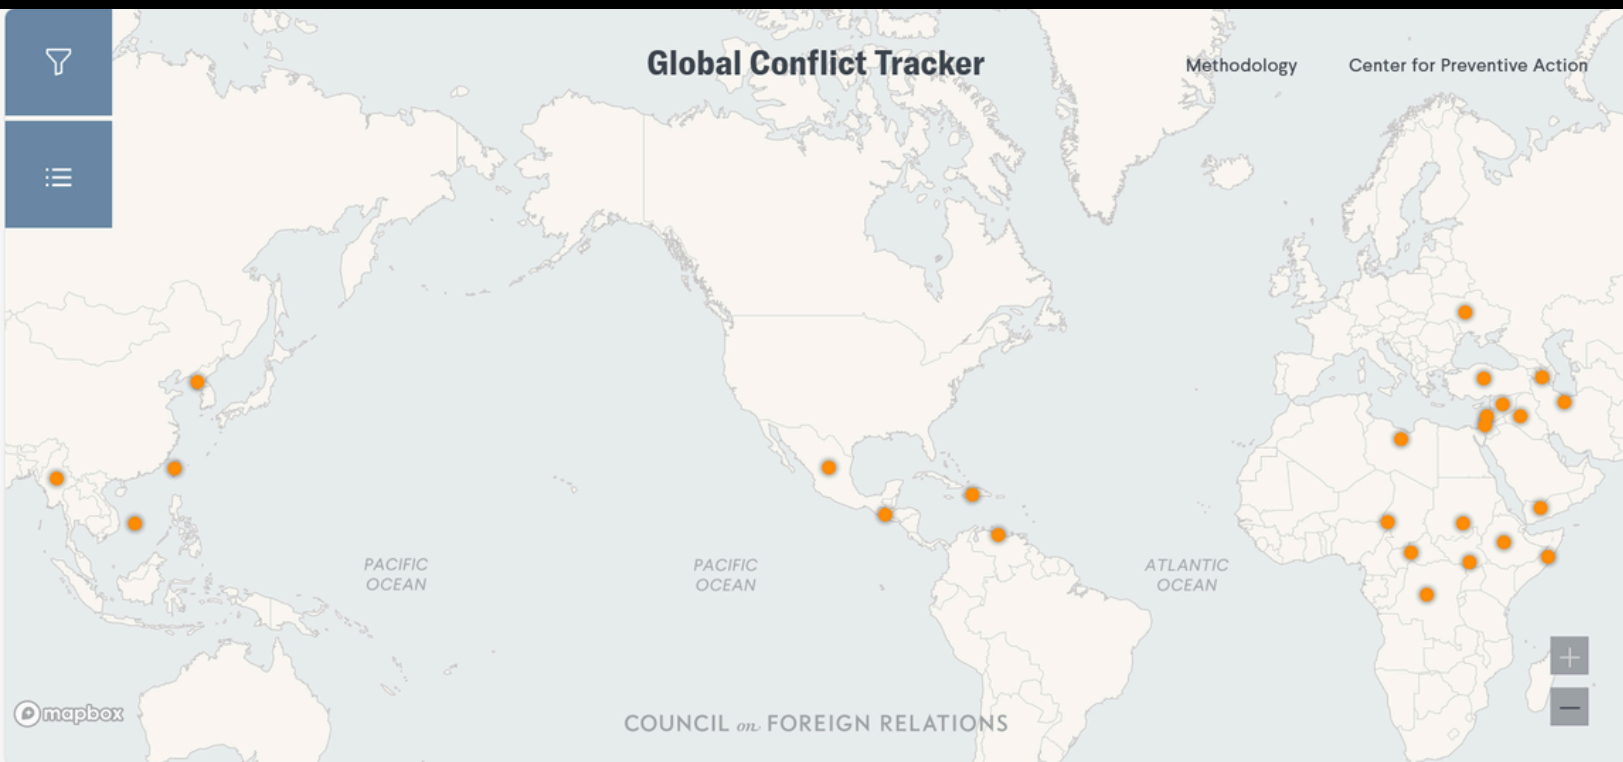 Global Conflict Tracker
Methodology
Center for Preventive Action
PACIFIC
OCEAN
PACIFIC
OCEAN
ATLANTIC
OCEAN
mapbox
COUNCIL on FOREIGN RELATIONS